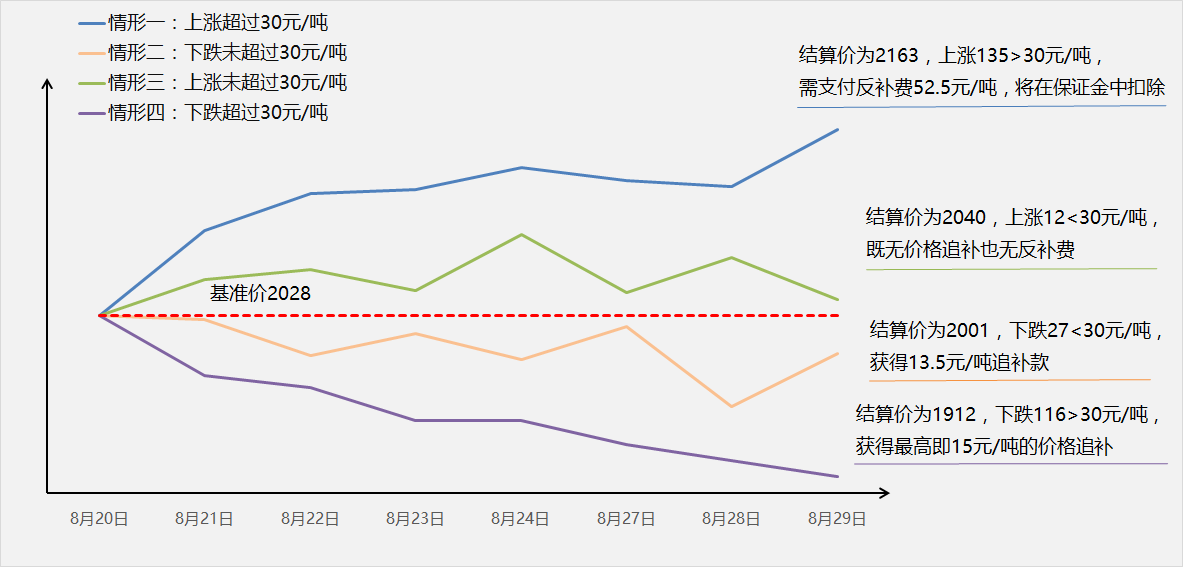 情形一：上涨超过30元/吨
情形二：下跌未超过30元/吨
情形三：上涨未超过30元/吨
情形四：下跌超过30元/吨
结算价为2163，上涨135>30元/吨，
需支付反补费52.5元/吨，将在保证金中扣除
结算价为2040，上涨12<30元/吨，
既无价格追补也无反补费
基准价2028
结算价为2001，下跌27<30元/吨，
获得13.5元/吨追补款
结算价为1912，下跌116>30元/吨，
获得最高即15元/吨的价格追补
8月20日 8月21日 8月22日 8月23日 8月24日 8月27日 8月28日 8月29日